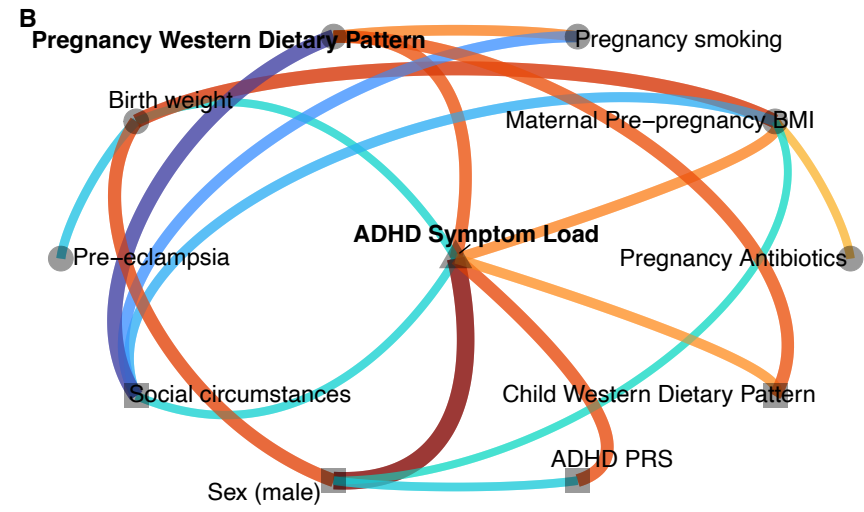 B
Pregnancy Western Dietary Pattern
Pregnancy smoking
Birth weight
Maternal Pre−pregnancy BMI
ADHD Symptom Load
Pre−eclampsia
Pregnancy Antibiotics
Social circumstances
Child Western Dietary Pattern
ADHD PRS
Sex (male)